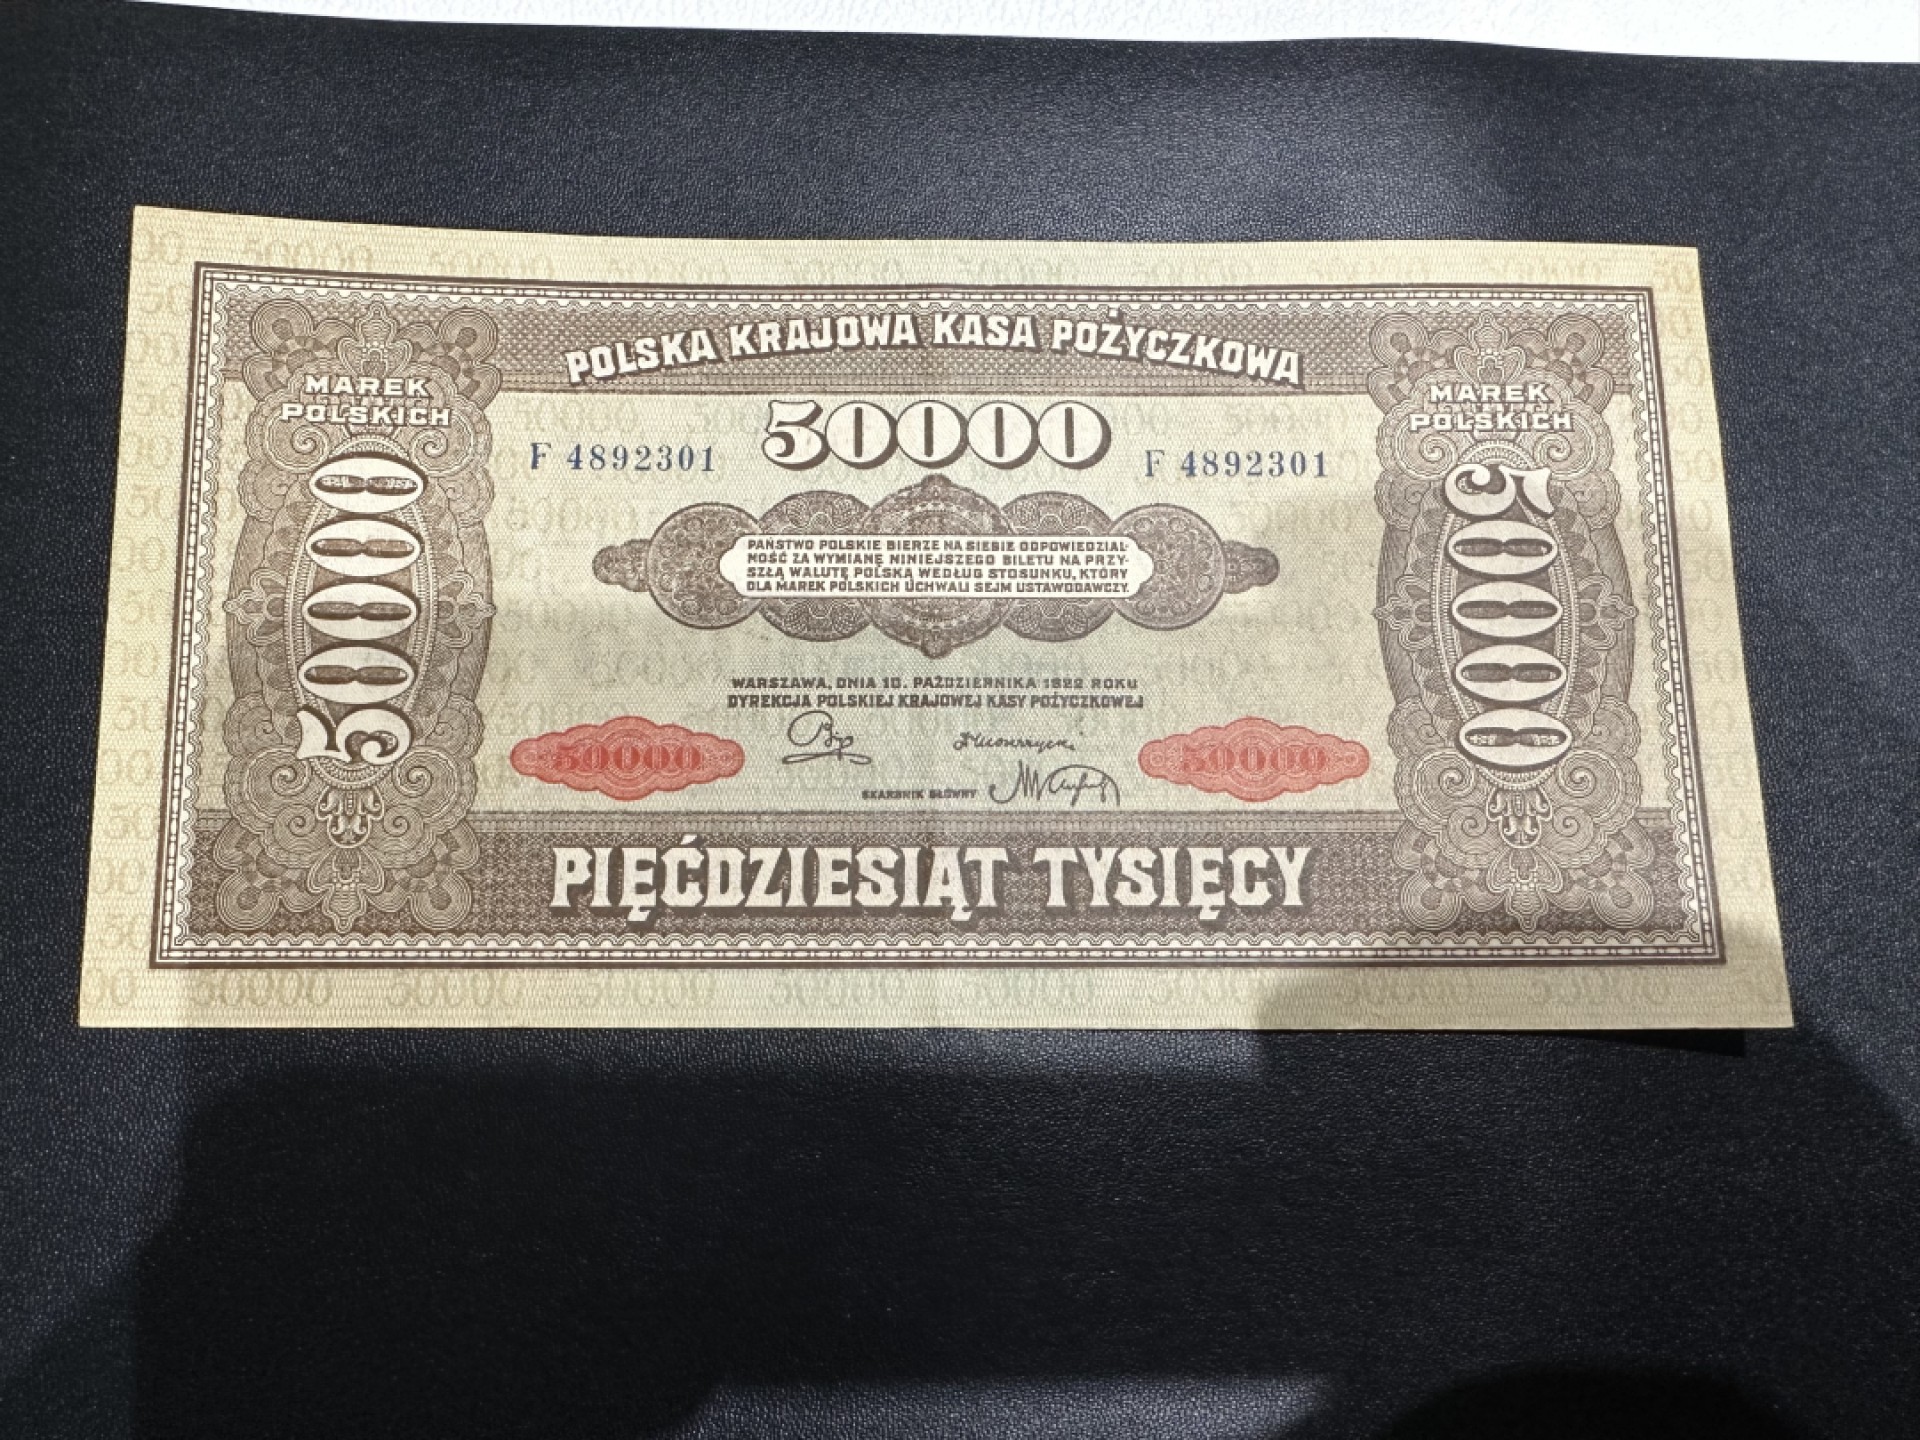 POLSKA KRAJOWA KASA POŻYCZKOWA
MAREK
POLSKICH
50000
MAREK
POLSKICH
50000
50000
F 4892301
F 4892301
PAŃSTWO POLSKIE BIERZE NA SIEBIE ODPOWIEDZIAL-
NOŚĆ ZA WYMIANĘ NINIEJSZEGO BILETU NA PRZY-
SZŁĄ WALUTĘ POLSKĄ WEDŁUG STOSUNKU, KTÓRY
DLA MAREK POLSKICH UCHWALI SEJM USTAWODAWCZY.
WARSZAWA, DNIA 10. PAŹDZIERNIKA 1922 ROKU
DYREKCJA POLSKIEJ KRAJOWEJ KASY POŻYCZKOWEJ
50000
50000
SKARBNIK GŁÓWNY
PIĘĆDZIESIĄT TYSIĘCY